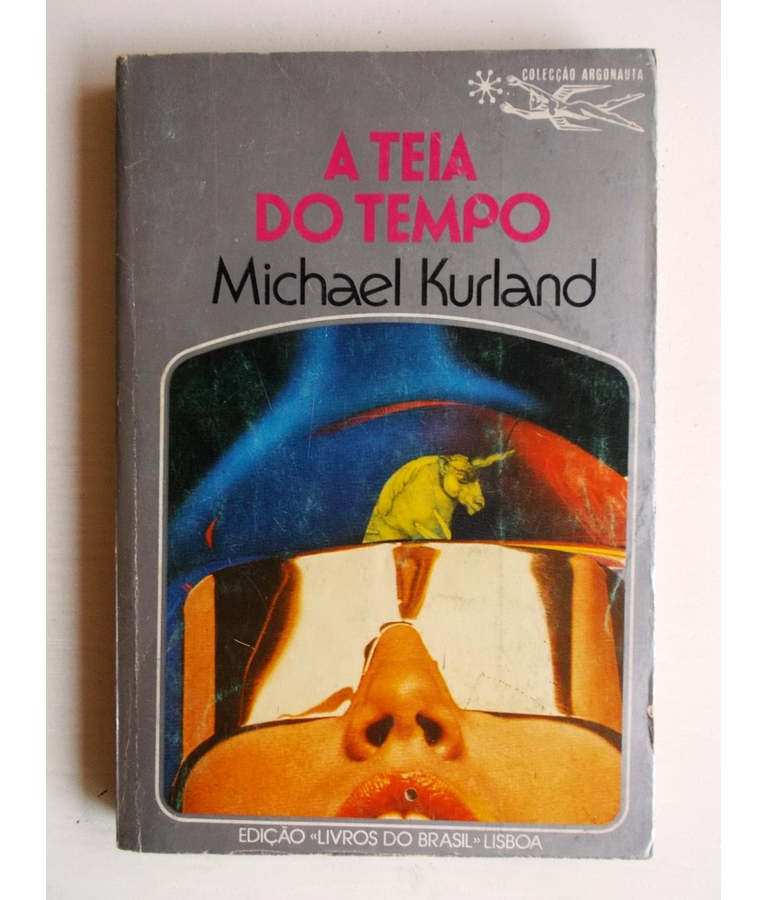 COLECÇÃO ARGONAUTA
A TEIA
DO TEMPO
Michael Kurland
EDIÇÃO «LIVROS DO BRASIL» LISBOA